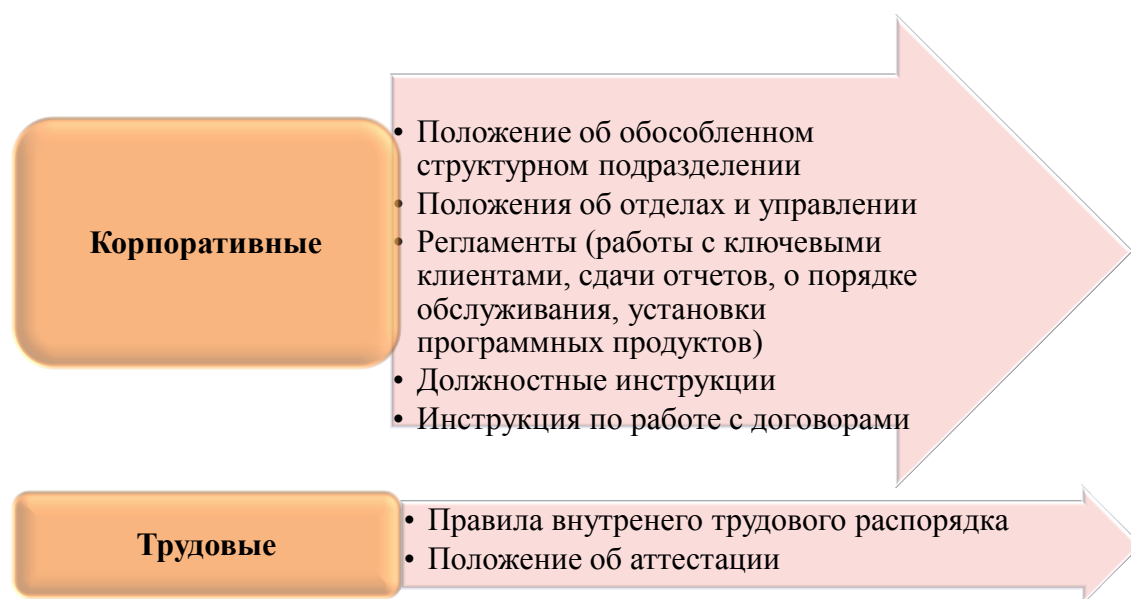 Корпоративные
• Положение об обособленном
структурном подразделении
• Положения об отделах и управлении
• Регламенты (работы с ключевыми
клиентами, сдачи отчетов, о порядке
обслуживания, установки
программных продуктов)
• Должностные инструкции
• Инструкция по работе с договорами
Трудовые
• Правила внутренего трудового распорядка
• Положение об аттестации